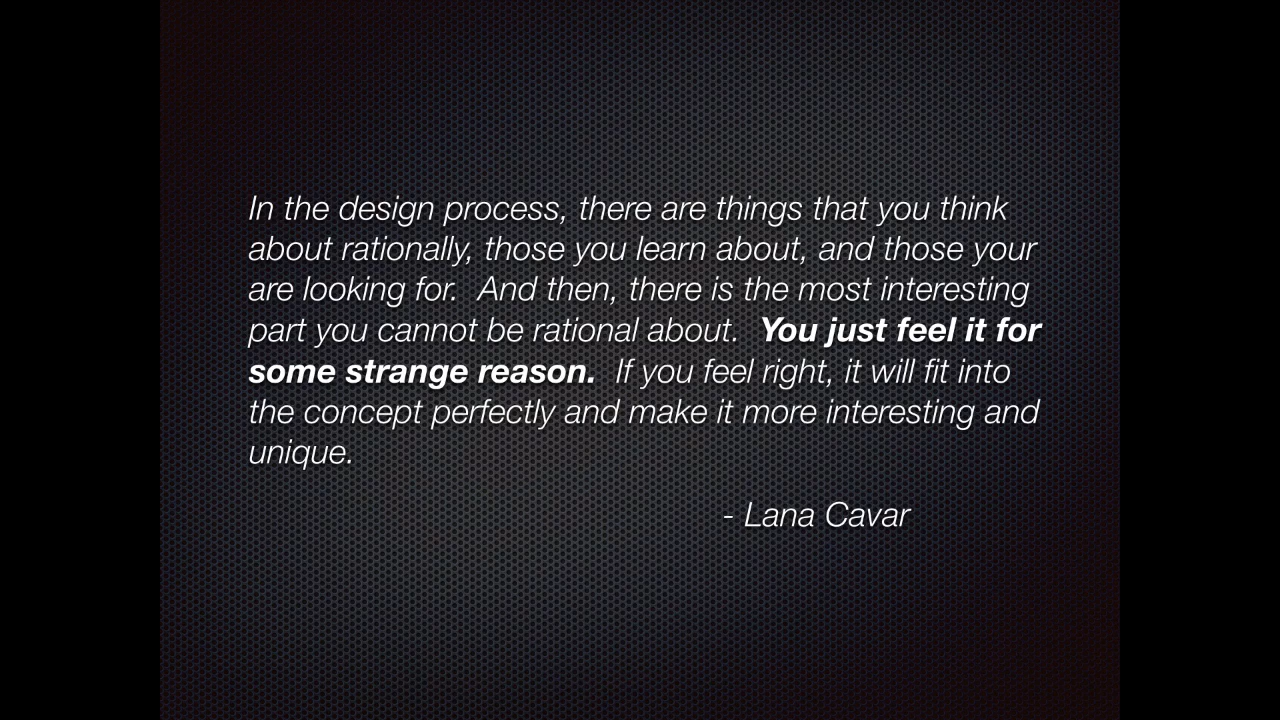 In the design process, there are things that you think
about rationally, those you learn about, and those your
are looking for.  And then, there is the most interesting
part you cannot be rational about.  You just feel it for
some strange reason.  If you feel right, it will fit into
the concept perfectly and make it more interesting and
unique.
- Lana Cavar